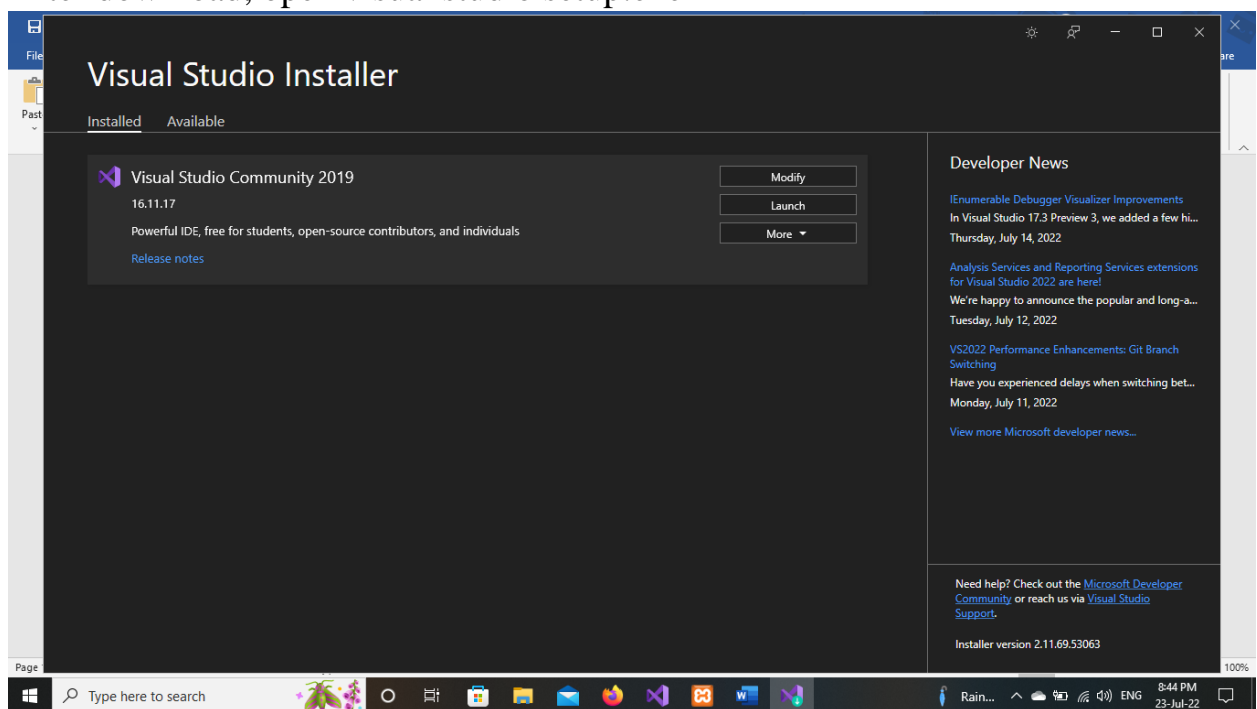 File
are
Past
Visual Studio Installer
Installed Available
Visual Studio Community 2019
16.11.17
Powerful IDE, free for students, open-source contributors, and individuals
Release notes
Modify
Launch
More
Developer News
IEnumerable Debugger Visualizer Improvements
In Visual Studio 17.3 Preview 3, we added a few hi...
Thursday, July 14, 2022
Analysis Services and Reporting Services extensions
for Visual Studio 2022 are here!
We're happy to announce the popular and long-a...
Tuesday, July 12, 2022
VS2022 Performance Enhancements: Git Branch
Switching
Have you experienced delays when switching bet...
Monday, July 11, 2022
View more Microsoft developer news...
Need help? Check out the Microsoft Developer
Community or reach us via Visual Studio
Support.
Installer version 2.11.69.53063
Page
100%
Type here to search
W
Rain...
ENG
8:44 PM
23-Jul-22